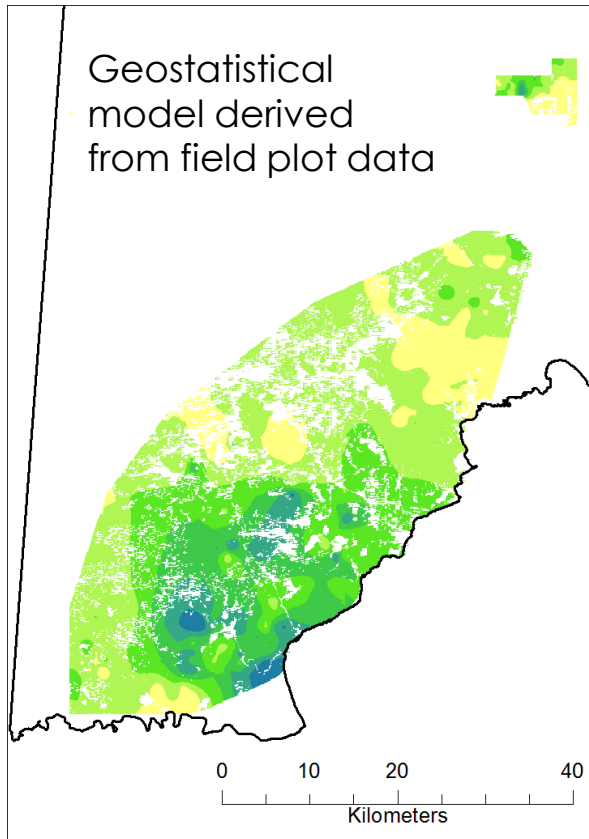 Geostatistical
model derived
from field plot data
0 10 20 40
Kilometers